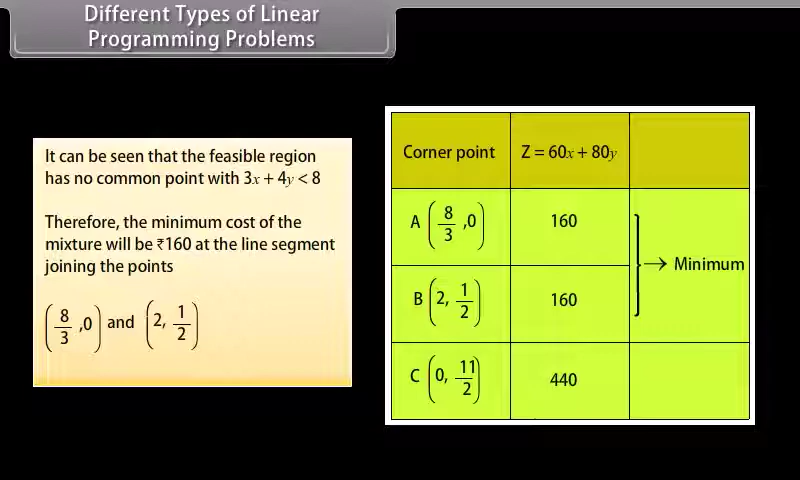 Different Types of Linear
Programming Problems
It can be seen that the feasible region
has no common point with 3x + 4y < 8
Therefore, the minimum cost of the
mixture will be ₹160 at the line segment
joining the points
(8/3 ,0) and (2, 1/2)
Corner point Z = 60x + 80y
A (8/3 ,0) 160
→ Minimum
B (2, 1/2) 160
C (0, 11/2) 440